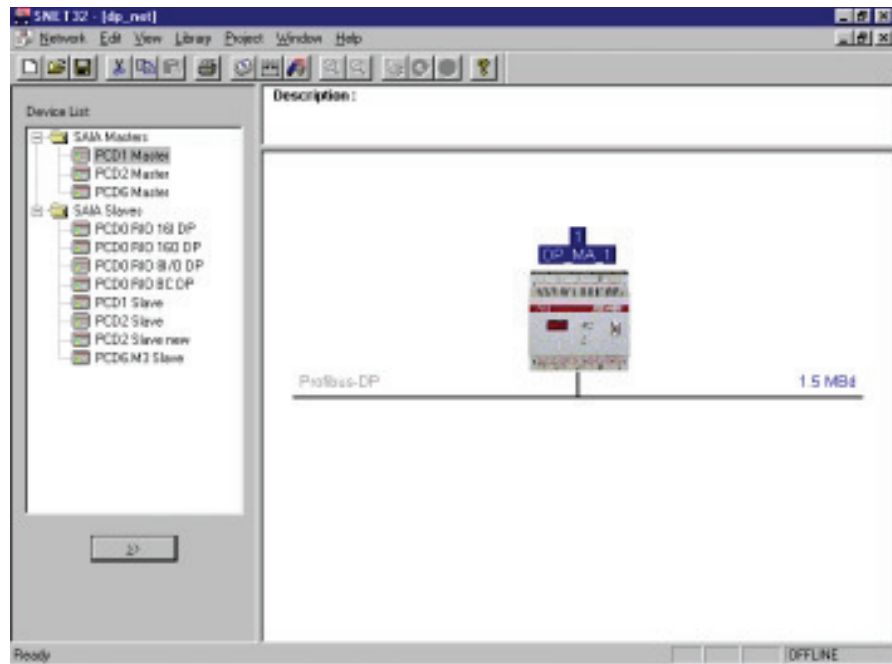 SNET32 - [dp_net]
Network Edit View Library Project Window Help
Device List
SAIA Masters
PCD1 Master
PCD2 Master
PCD6 Master
SAIA Slaves
PCD0 RIO 16I DP
PCD0 RIO 16O DP
PCD0 RIO 8I/O DP
PCD0 RIO 8C DP
PCD1 Slave
PCD2 Slave
PCD2 Slave new
PCD6.M3 Slave
>>
Description :
1
DP_MA_1
Profibus-DP
1.5 MBd
Ready
OFFLINE